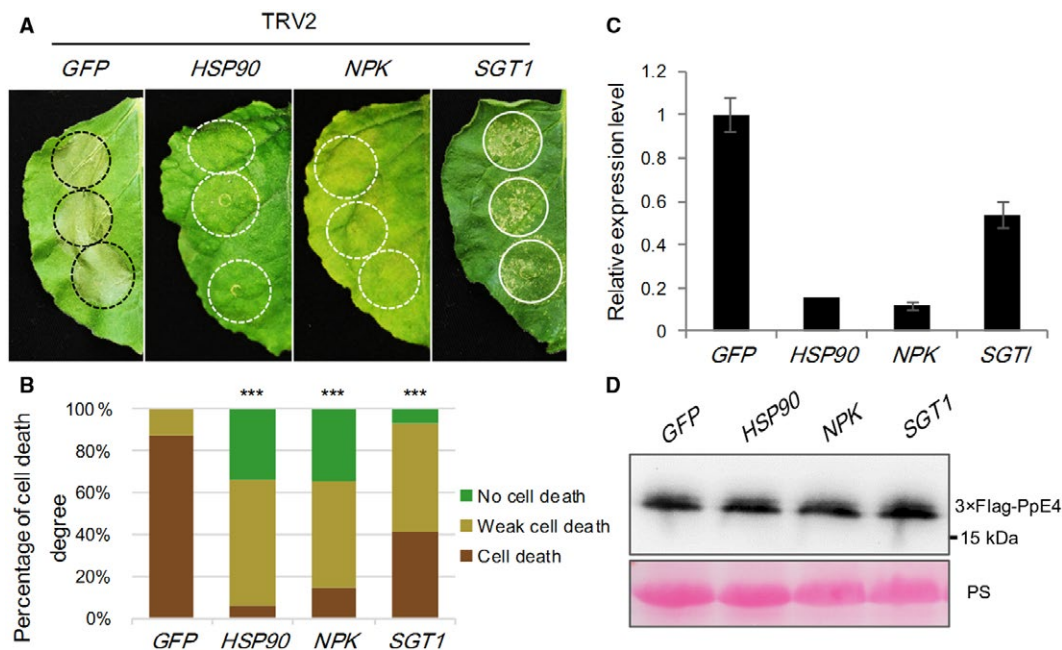 A
TRV2
GFP HSP90 NPK SGT1
B
Percentage of cell death
degree
100 %
80%
60%
40%
20%
0%
*** *** ***
GFP HSP90 NPK SGT1
No cell death
Weak cell death
Cell death
C
Relative expression level
1.2
1
0.8
0.6
0.4
0.2
0
GFP HSP90 NPK SGTI
D
GFP HSP90 NPK SGT1
3×Flag-PpE4
15 kDa
PS